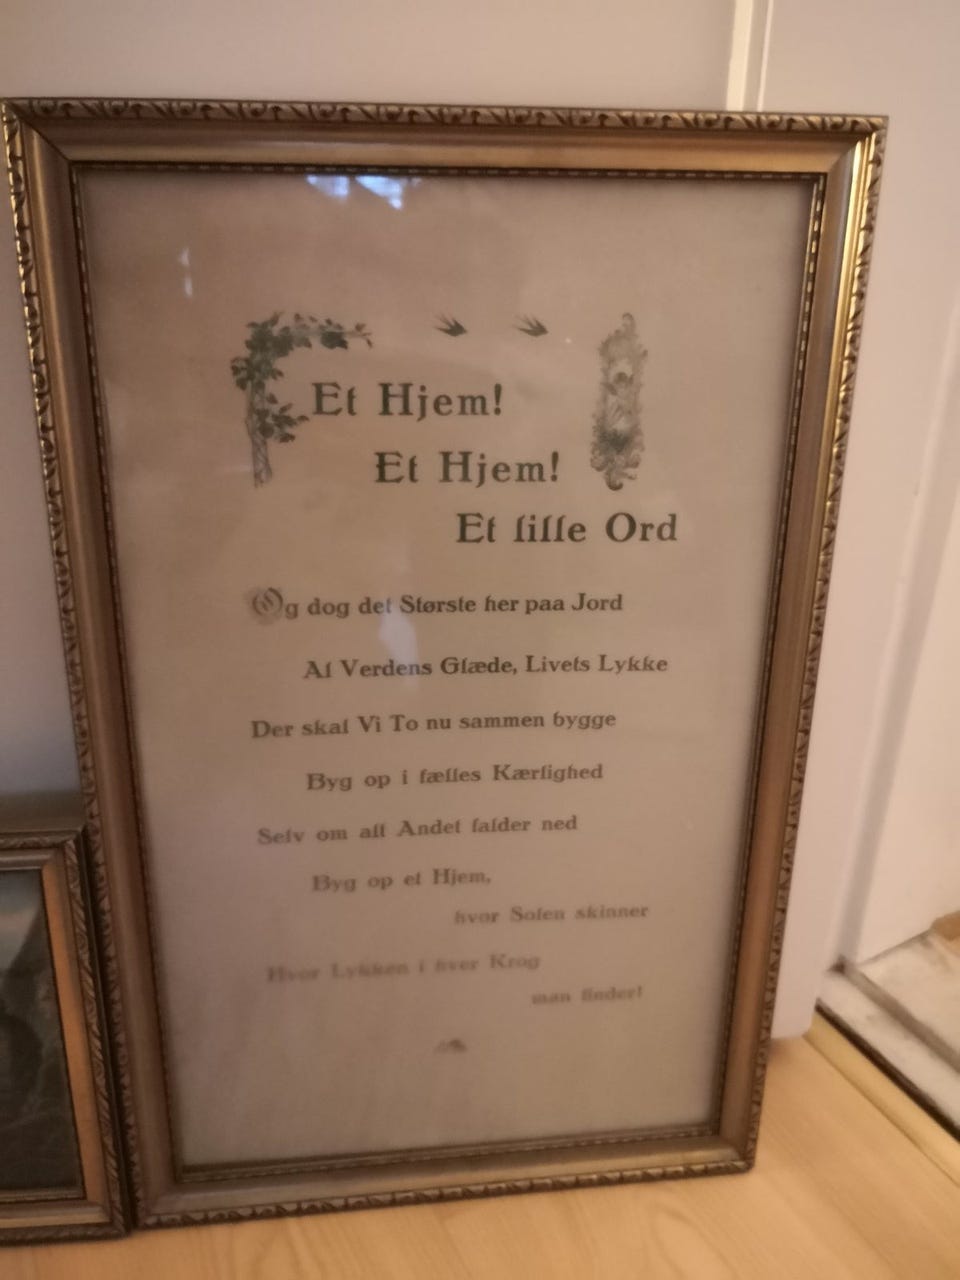 Et Hjem!
Et Hjem!
Et lille Ord
Og dog det Største her paa Jord
Af Verdens Glæde, Livets Lykke
Der skal Vi To nu sammen bygge
Byg op i fælles Kærlighed
Selv om alt Andet falder ned
Byg op et Hjem,
hvor Solen skinner
Hvor Lykken i hver Krog
man finder!